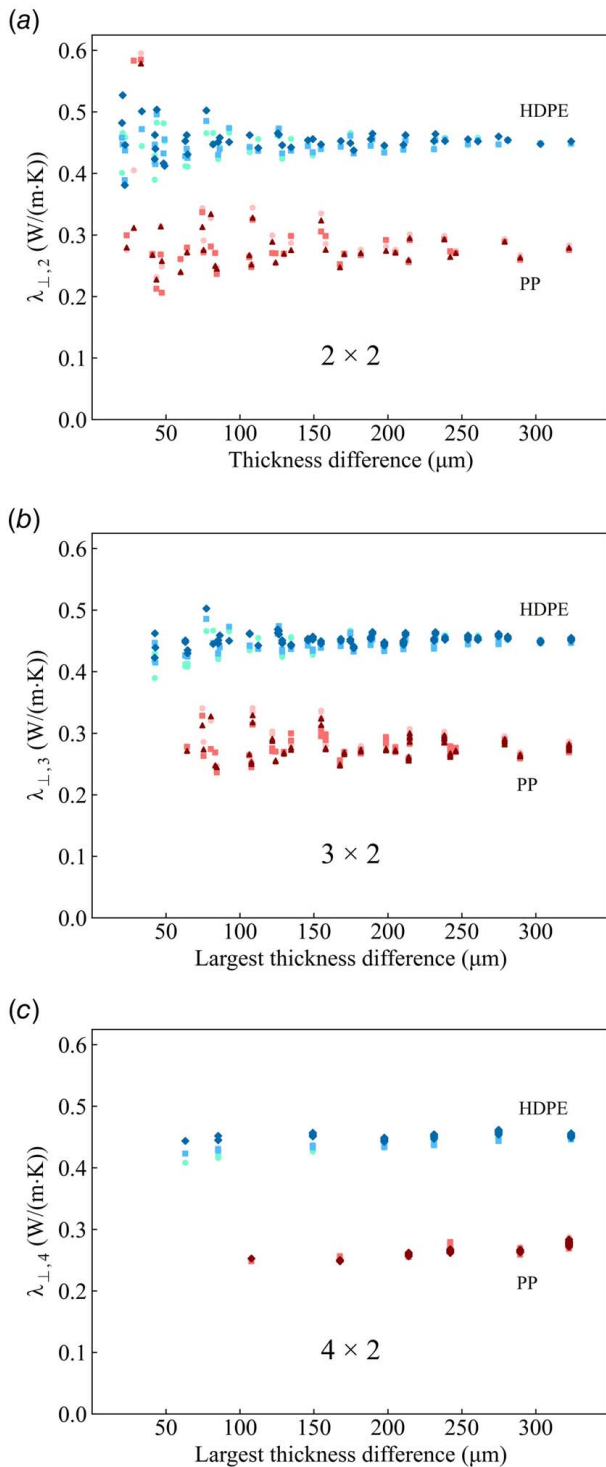 (a)
0.6
0.5
0.4
0.3
0.2
0.1
0.0
λ⊥,2 (W/(m·K))
HDPE
PP
2 × 2
50 100 150 200 250 300
Thickness difference (μm)
(b)
0.6
0.5
0.4
0.3
0.2
0.1
0.0
λ⊥,3 (W/(m·K))
HDPE
PP
3 × 2
50 100 150 200 250 300
Largest thickness difference (μm)
(c)
0.6
0.5
0.4
0.3
0.2
0.1
0.0
λ⊥,4 (W/(m·K))
HDPE
PP
4 × 2
50 100 150 200 250 300
Largest thickness difference (μm)